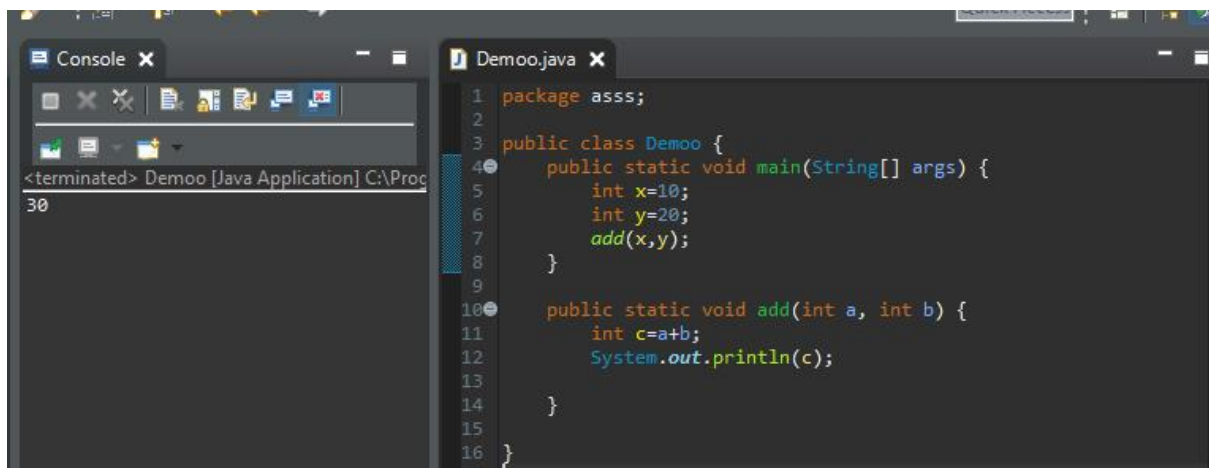 Console
<terminated> Demoo [Java Application] C:\Prog
30
Demoo.java
1 package asss;
2
3 public class Demoo {
4 public static void main(String[] args) {
5 int x=10;
6 int y=20;
7 add(x,y);
8 }
9
10 public static void add(int a, int b) {
11 int c=a+b;
12 System.out.println(c);
13
14 }
15
16 }